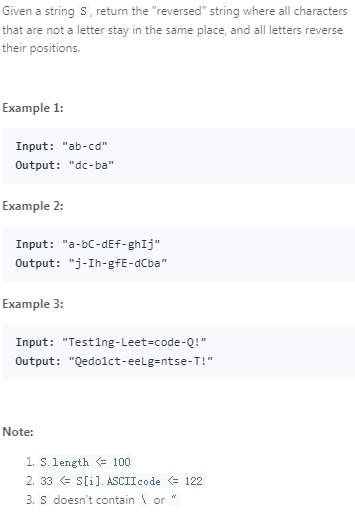 Given a string S, return the "reversed" string where all characters
that are not a letter stay in the same place, and all letters reverse
their positions.
Example 1:
Input: "ab-cd"
Output: "dc-ba"
Example 2:
Input: "a-bC-dEf-ghIj"
Output: "j-Ih-gfE-dCba"
Example 3:
Input: "Test1ng-Leet=code-Q!"
Output: "Qedo1ct-eeLg=ntse-T!"
Note:
1. S.length <= 100
2. 33 <= S[i].ASCIIcode <= 122
3. S doesn't contain \ or "